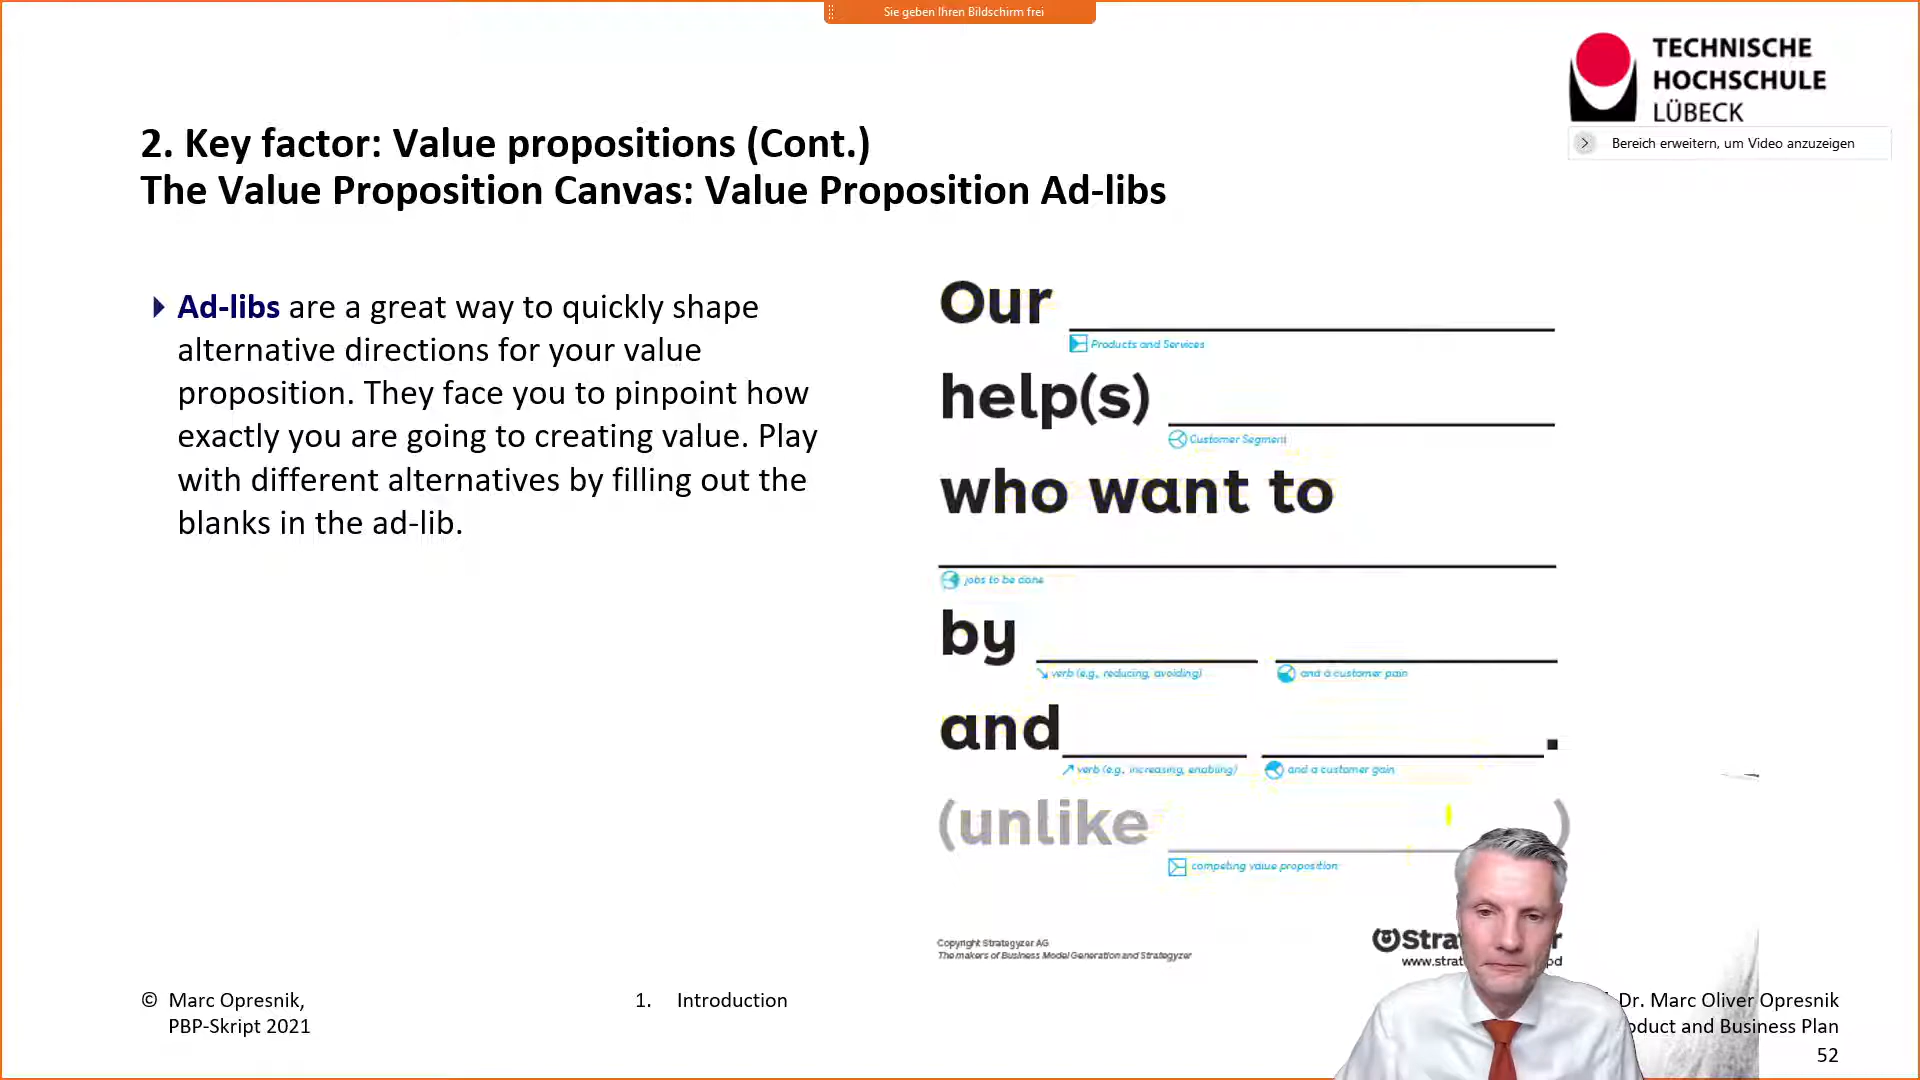 Sie geben Ihren Bildschirm frei
TECHNISCHE
HOCHSCHULE
LÜBECK
Bereich erweitern, um Video anzuzeigen
2. Key factor: Value propositions (Cont.)
The Value Proposition Canvas: Value Proposition Ad-libs
Ad-libs are a great way to quickly shape
alternative directions for your value
proposition. They face you to pinpoint how
exactly you are going to creating value. Play
with different alternatives by filling out the
blanks in the ad-lib.
Our
Products and Services
help(s)
Customer Segment
who want to
jobs to be done
by
verb (e.g., reducing, avoiding)
and a customer pain
and .
verb (e.g., increasing, enabling)
and a customer gain
(unlike )
competing value proposition
Copyright Strategyzer AG
The makers of Business Model Generation and Strategyzer
© Marc Opresnik,
PBP-Skript 2021
1. Introduction
Dr. Marc Oliver Opresnik
and Business Plan
52